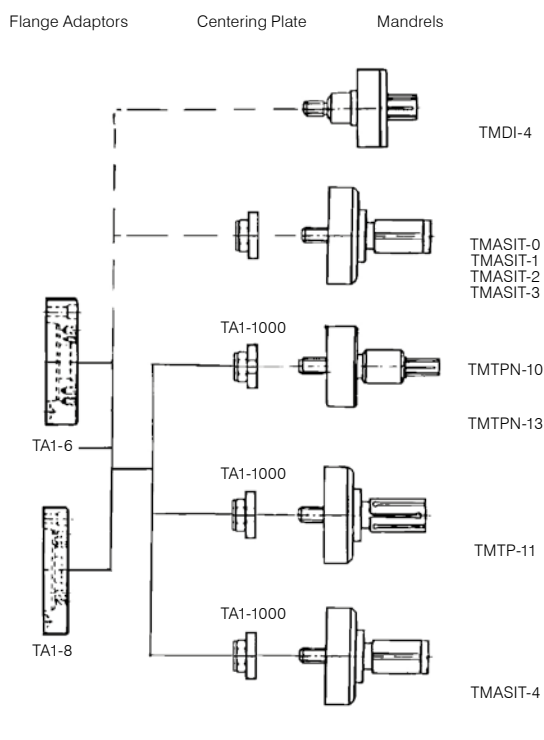 Flange Adaptors
Centering Plate
Mandrels
TMDI-4
TMASIT-0
TMASIT-1
TMASIT-2
TMASIT-3
TA1-1000
TMTPN-10
TMTPN-13
TA1-6
TA1-1000
TMTP-11
TA1-1000
TA1-8
TMASIT-4